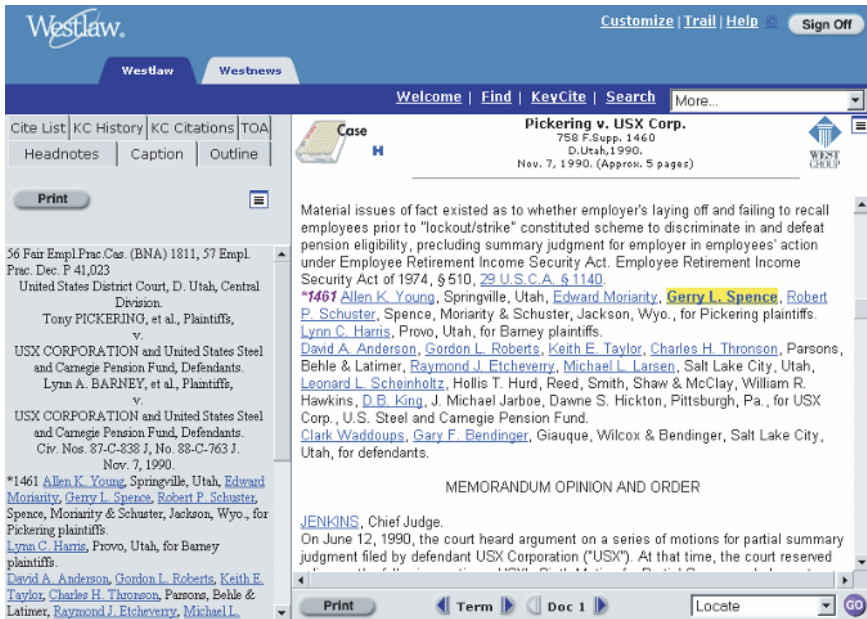 Westlaw.
Customize | Trail | Help
Sign Off
Westlaw
Westnews
Welcome | Find | KeyCite | Search
More...
Cite List
KC History
KC Citations
TOA
Headnotes
Caption
Outline
Print
56 Fair Empl.Prac.Cas. (BNA) 1811, 57 Empl.
Prac. Dec. P 41,023
United States District Court, D. Utah, Central
Division.
Tony PICKERING, et al., Plaintiffs,
v.
USX CORPORATION and United States Steel
and Carnegie Pension Fund, Defendants.
Lynn A. BARNEY, et al., Plaintiffs,
v.
USX CORPORATION and United States Steel
and Carnegie Pension Fund, Defendants.
Civ. Nos. 87-C-838 J, No. 88-C-763 J.
Nov. 7, 1990.
*1461 Allen K. Young, Springville, Utah, Edward
Moriarity, Gerry L. Spence, Robert P. Schuster,
Spence, Moriarity & Schuster, Jackson, Wyo., for
Pickering plaintiffs.
Lynn C. Harris, Provo, Utah, for Barney
plaintiffs.
David A. Anderson, Gordon L. Roberts, Keith E.
Taylor, Charles H. Thronson, Parsons, Behle &
Latimer, Raymond J. Etcheverry, Michael L.
Case
H
Pickering v. USX Corp.
758 F.Supp. 1460
D.Utah,1990.
Nov. 7, 1990. (Approx. 5 pages)
WEST
GROUP
Material issues of fact existed as to whether employer's laying off and failing to recall
employees prior to "lockout/strike" constituted scheme to discriminate in and defeat
pension eligibility, precluding summary judgment for employer in employees' action
under Employee Retirement Income Security Act. Employee Retirement Income
Security Act of 1974, § 510, 29 U.S.C.A. § 1140.
*1461 Allen K. Young, Springville, Utah, Edward Moriarity, Gerry L. Spence, Robert
P. Schuster, Spence, Moriarity & Schuster, Jackson, Wyo., for Pickering plaintiffs.
Lynn C. Harris, Provo, Utah, for Barney plaintiffs.
David A. Anderson, Gordon L. Roberts, Keith E. Taylor, Charles H. Thronson, Parsons,
Behle & Latimer, Raymond J. Etcheverry, Michael L. Larsen, Salt Lake City, Utah,
Leonard L. Scheinholtz, Hollis T. Hurd, Reed, Smith, Shaw & McClay, William R.
Hawkins, D.B. King, J. Michael Jarboe, Dawne S. Hickton, Pittsburgh, Pa., for USX
Corp., U.S. Steel and Carnegie Pension Fund.
Clark Waddoups, Gary F. Bendinger, Giauque, Wilcox & Bendinger, Salt Lake City,
Utah, for defendants.
MEMORANDUM OPINION AND ORDER
JENKINS, Chief Judge.
On June 12, 1990, the court heard argument on a series of motions for partial summary
judgment filed by defendant USX Corporation ("USX"). At that time, the court reserved
Print
Term
Doc 1
Locate
GO